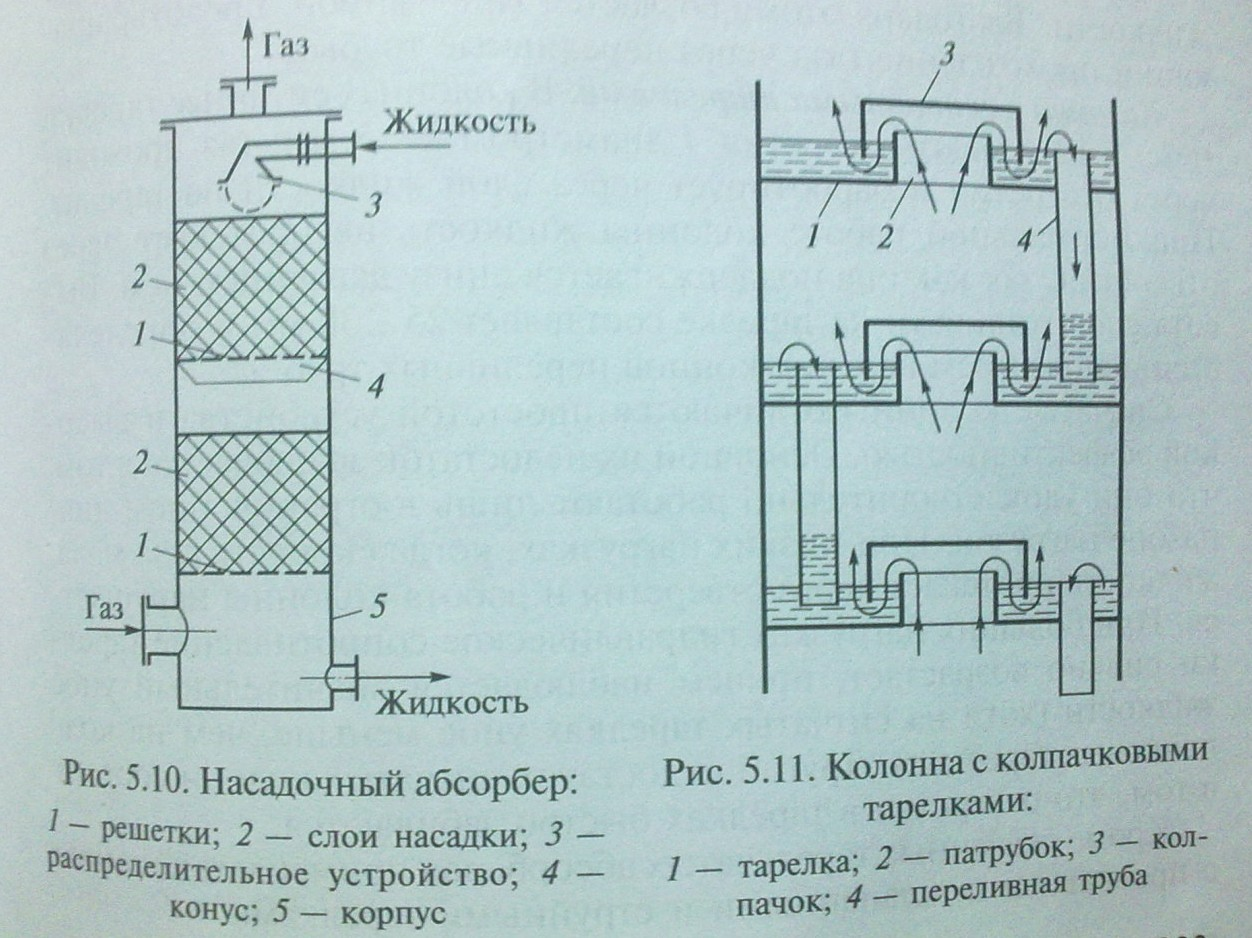 Газ
Жидкость
3
2
1
4
2
1
Газ
5
Жидкость
Рис. 5.10. Насадочный абсорбер:
1 — решетки; 2 — слои насадки; 3 —
распределительное устройство; 4 —
конус; 5 — корпус
3
1
2
4
Рис. 5.11. Колонна с колпачковыми
тарелками:
1 — тарелка; 2 — патрубок; 3 — кол-
пачок; 4 — переливная труба